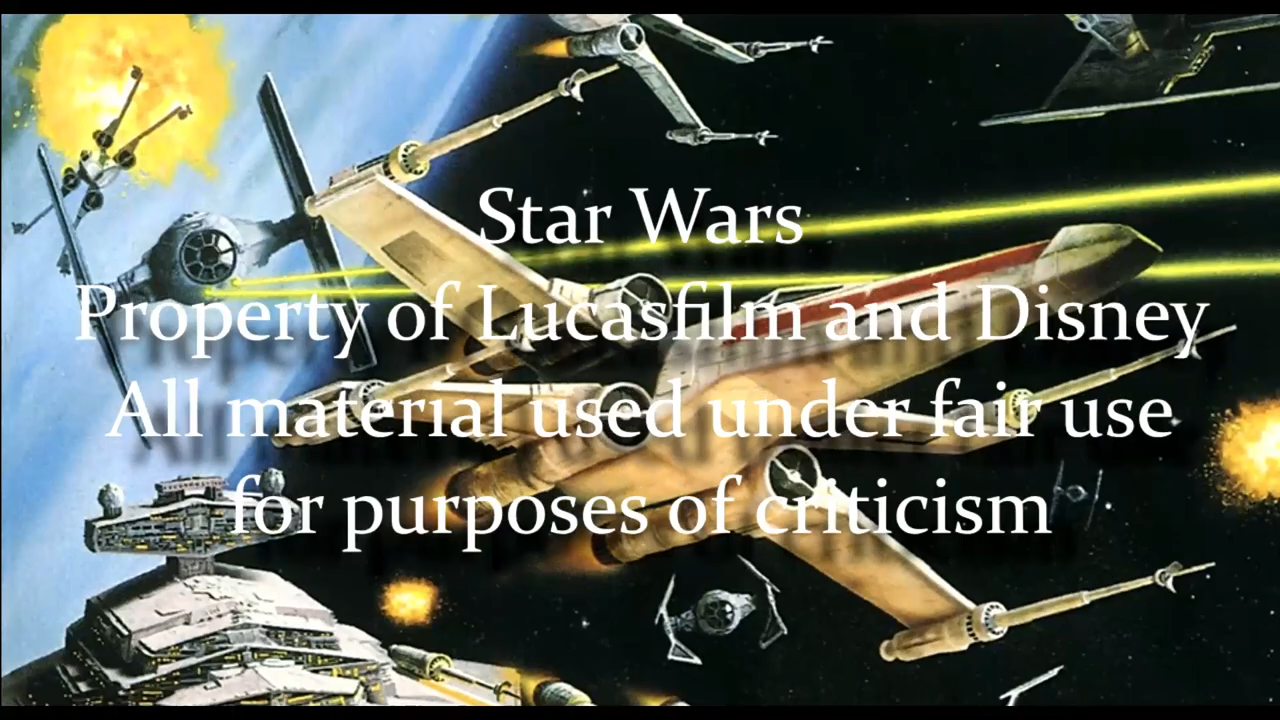 Star Wars
Property of Lucasfilm and Disney
All material used under fair use
for purposes of criticism